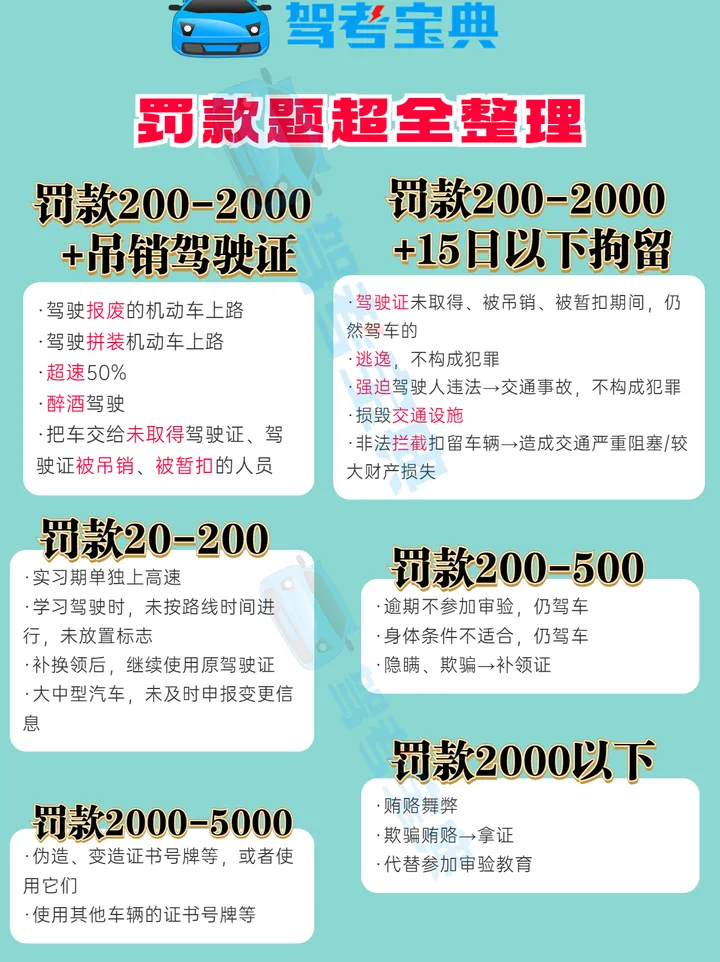 驾考宝典
罚款题超全整理
罚款200-2000
+吊销驾驶证
·驾驶报废的机动车上路
·驾驶拼装机动车上路
·超速50%
·醉酒驾驶
·把车交给未取得驾驶证、驾
驶证被吊销、被暂扣的人员
罚款200-2000
+15日以下拘留
·驾驶证未取得、被吊销、被暂扣期间，仍
然驾车的
·逃逸，不构成犯罪
·强迫驾驶人违法→交通事故，不构成犯罪
·损毁交通设施
·非法拦截扣留车辆→造成交通严重阻塞/较
大财产损失
罚款20-200
·实习期单独上高速
·学习驾驶时，未按路线时间进
行，未放置标志
·补换领后，继续使用原驾驶证
·大中型汽车，未及时申报变更信
息
罚款200-500
·逾期不参加审验，仍驾车
·身体条件不适合，仍驾车
·隐瞒、欺骗→补领证
罚款2000-5000
·伪造、变造证书号牌等，或者使
用它们
·使用其他车辆的证书号牌等
罚款2000以下
·贿赂舞弊
·欺骗贿赂→拿证
·代替参加审验教育
驾考宝典
驾考宝典